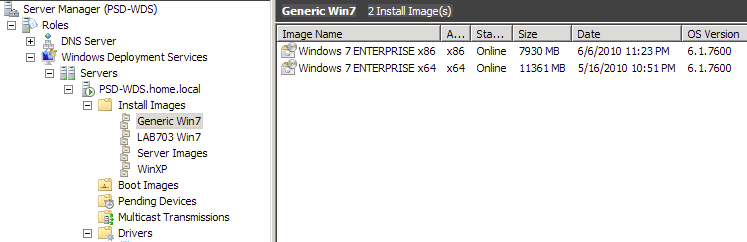 Server Manager (PSD-WDS)
Roles
DNS Server
Windows Deployment Services
Servers
PSD-WDS.home.local
Install Images
Generic Win7
LAB703 Win7
Server Images
WinXP
Boot Images
Pending Devices
Multicast Transmissions
Drivers
Generic Win7 2 Install Image(s)
Image Name A... Sta... Size Date OS Version
Windows 7 ENTERPRISE x86 x86 Online 7930 MB 6/6/2010 11:23 PM 6.1.7600
Windows 7 ENTERPRISE x64 x64 Online 11361 MB 5/16/2010 10:51 PM 6.1.7600